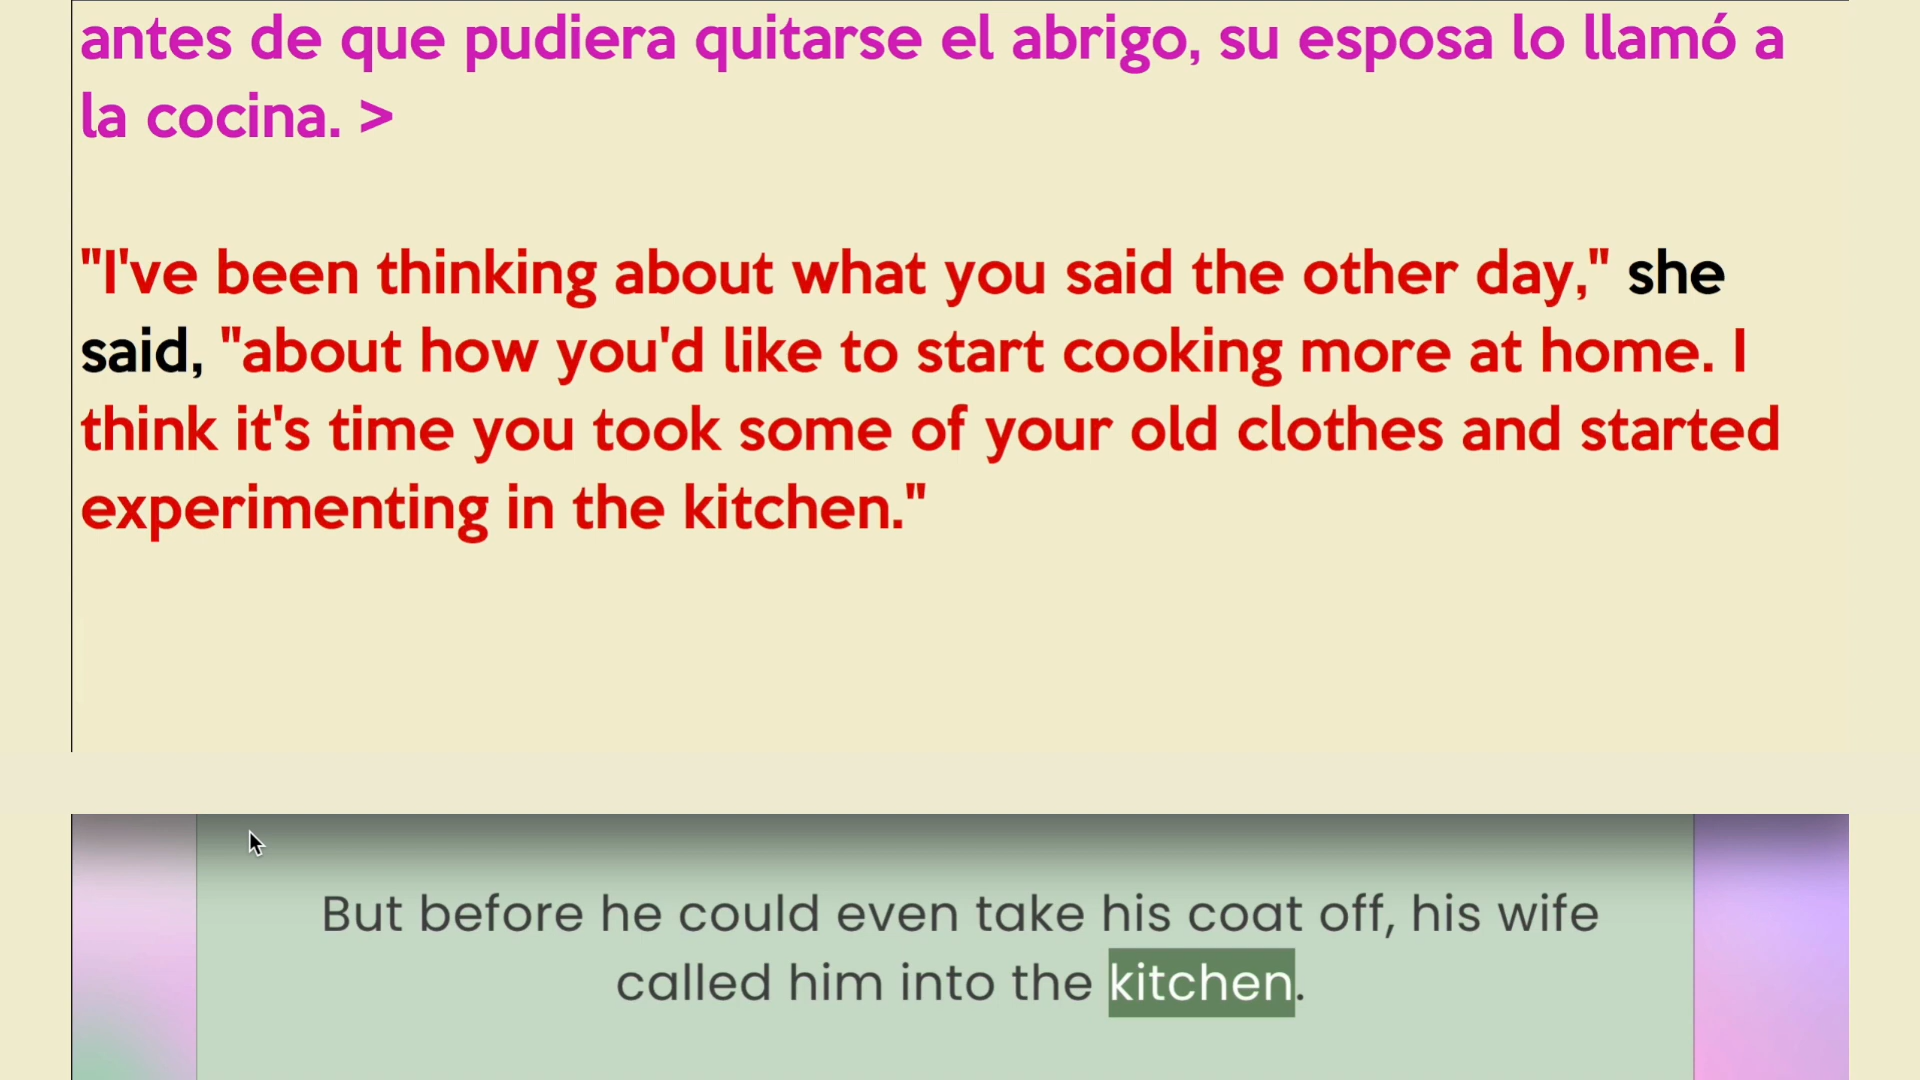 antes de que pudiera quitarse el abrigo, su esposa lo llamó a
la cocina. >
"I've been thinking about what you said the other day," she
said, "about how you'd like to start cooking more at home. I
think it's time you took some of your old clothes and started
experimenting in the kitchen."
But before he could even take his coat off, his wife
called him into the kitchen.